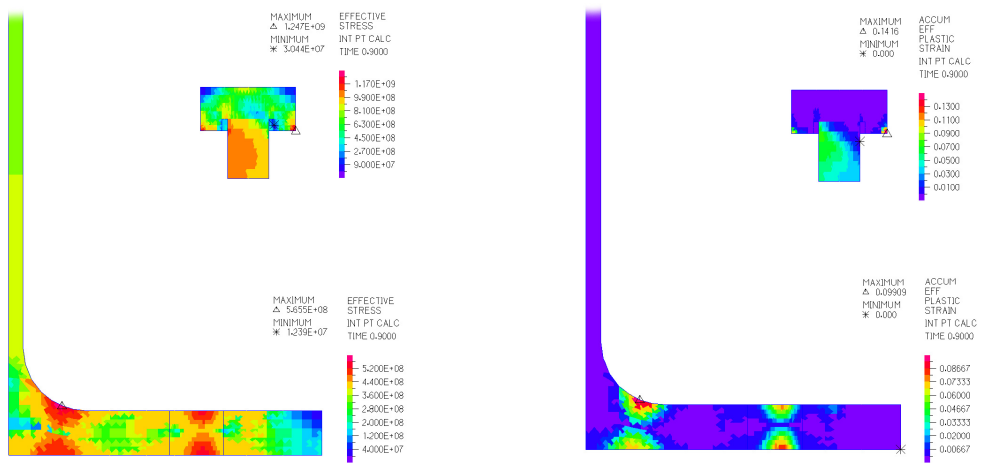 MAXIMUM
△ 1.247E+09
MINIMUM
✳ 3.044E+07
EFFECTIVE
STRESS
INT PT CALC
TIME 0.9000
1.170E+09
9.900E+08
8.100E+08
6.300E+08
4.500E+08
2.700E+08
9.000E+07
MAXIMUM
△ 5.655E+08
MINIMUM
✳ 1.239E+07
EFFECTIVE
STRESS
INT PT CALC
TIME 0.9000
5.200E+08
4.400E+08
3.600E+08
2.800E+08
2.000E+08
1.200E+08
4.000E+07
MAXIMUM
△ 0.1416
MINIMUM
✳ 0.000
ACCUM
EFF
PLASTIC
STRAIN
INT PT CALC
TIME 0.9000
0.1300
0.1100
0.0900
0.0700
0.0500
0.0300
0.0100
MAXIMUM
△ 0.09909
MINIMUM
✳ 0.000
ACCUM
EFF
PLASTIC
STRAIN
INT PT CALC
TIME 0.9000
0.08667
0.07333
0.06000
0.04667
0.03333
0.02000
0.00667